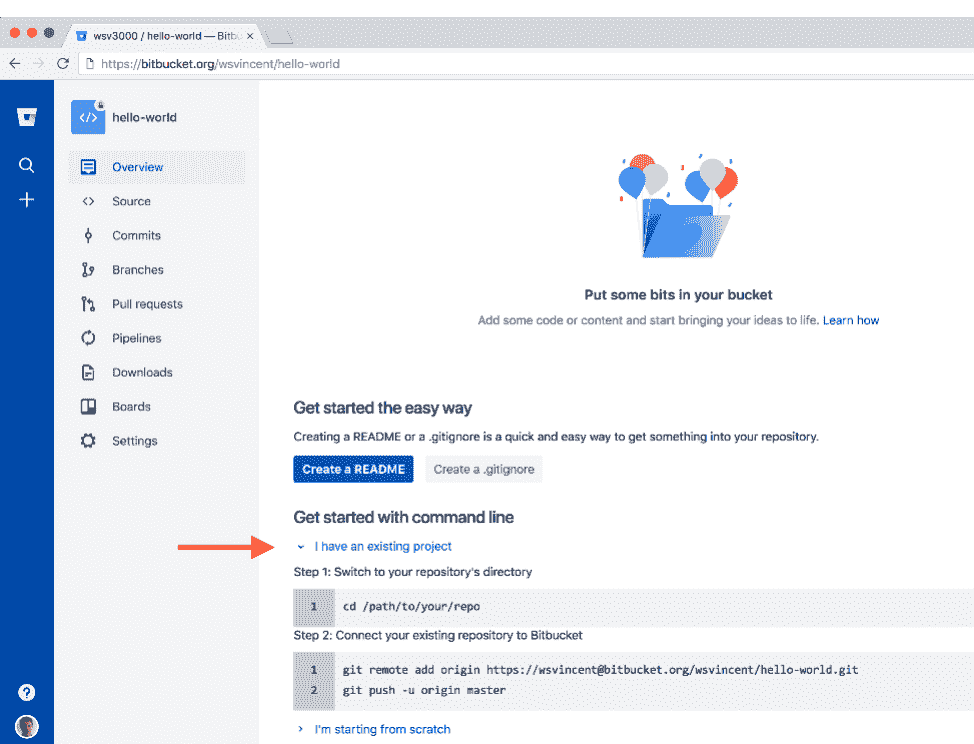 wsv3000 / hello-world — Bitbu
https://bitbucket.org/wsvincent/hello-world
</> hello-world
Overview
Source
Commits
Branches
Pull requests
Pipelines
Downloads
Boards
Settings
Put some bits in your bucket
Add some code or content and start bringing your ideas to life. Learn how
Get started the easy way
Creating a README or a .gitignore is a quick and easy way to get something into your repository.
Create a README Create a .gitignore
Get started with command line
I have an existing project
Step 1: Switch to your repository's directory
1 cd /path/to/your/repo
Step 2: Connect your existing repository to Bitbucket
1 git remote add origin https://wsvincent@bitbucket.org/wsvincent/hello-world.git
2 git push -u origin master
I'm starting from scratch